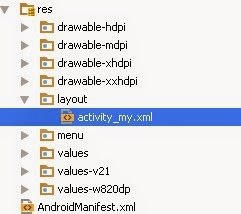 res
drawable-hdpi
drawable-mdpi
drawable-xhdpi
drawable-xxhdpi
layout
activity_my.xml
menu
values
values-v21
values-w820dp
AndroidManifest.xml